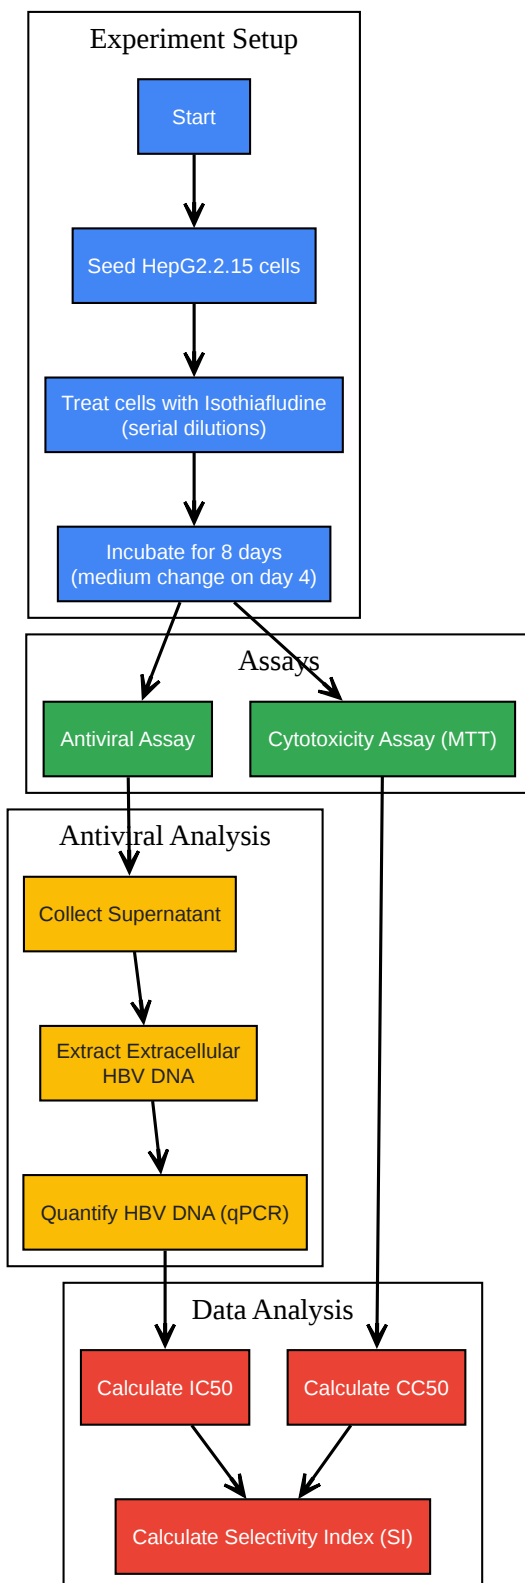 Experiment Setup
Start
Seed HepG2.2.15 cells
Treat cells with Isothiafludine
(serial dilutions)
Incubate for 8 days
(medium change on day 4)
Assays
Antiviral Assay
Cytotoxicity Assay (MTT)
Antiviral Analysis
Collect Supernatant
Extract Extracellular
HBV DNA
Quantify HBV DNA (qPCR)
Data Analysis
Calculate IC50
Calculate CC50
Calculate Selectivity Index (SI)